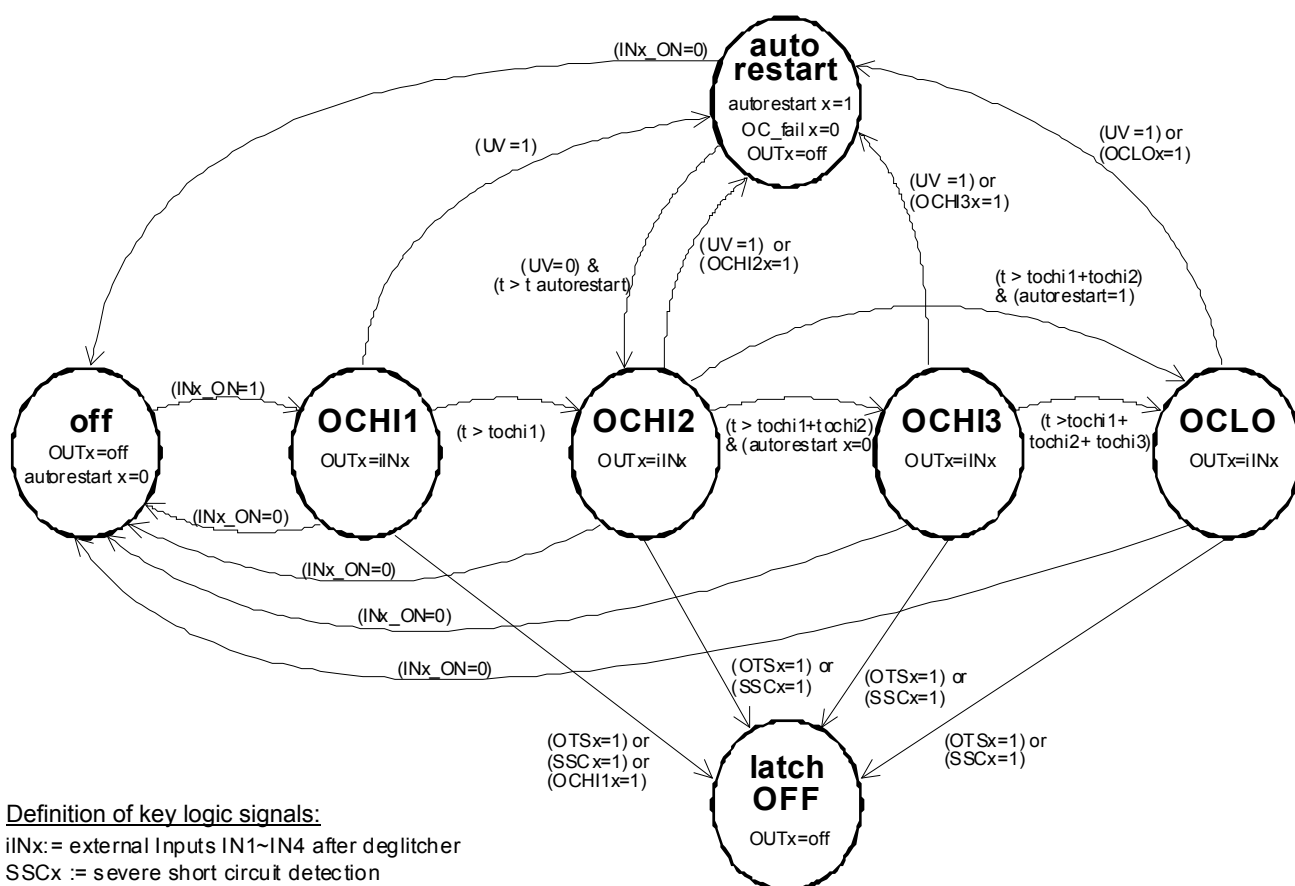 auto
restart
autorestart x=1
OC_fail x=0
OUTx=off
(INx_ON=0)
(UV=1)
(UV=1) or
(OCLOx=1)
(UV=1) or
(OCHI3x=1)
(UV=1) or
(OCHI2x=1)
(UV=0) &
(t > t autorestart)
(t > tochi1+tochi2)
& (autorestart=1)
off
OUTx=off
autorestart x=0
(INx_ON=1)
OCHI1
OUTx=iINx
(t > tochi1)
OCHI2
OUTx=iINx
(t > tochi1+tochi2)
& (autorestart x=0)
OCHI3
OUTx=iINx
(t >tochi1+
tochi2+ tochi3)
OCLO
OUTx=iINx
(INx_ON=0)
(INx_ON=0)
(INx_ON=0)
(INx_ON=0)
(OTSx=1) or
(SSCx=1)
(OTSx=1) or
(SSCx=1)
(OTSx=1) or
(SSCx=1) or
(OCHI1x=1)
(OTSx=1) or
(SSCx=1)
latch
OFF
OUTx=off
Definition of key logic signals:
iINx:= external Inputs IN1~IN4 after deglitcher
SSCx := severe short circuit detection